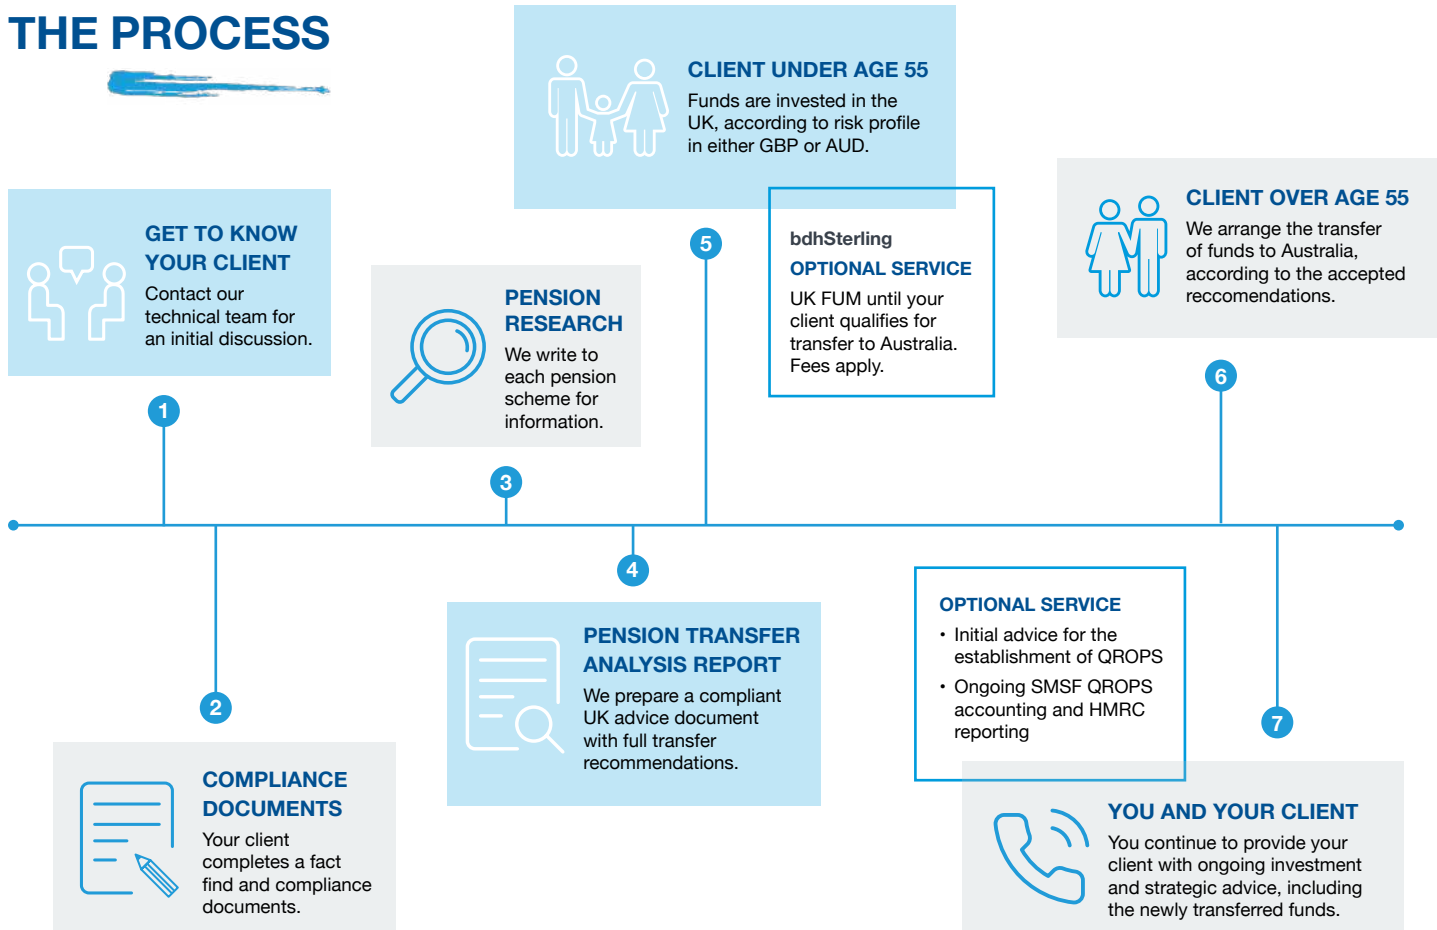 THE PROCESS
1
GET TO KNOW
YOUR CLIENT
Contact our
technical team for
an initial discussion.
2
COMPLIANCE
DOCUMENTS
Your client
completes a fact
find and compliance
documents.
3
PENSION
RESEARCH
We write to
each pension
scheme for
information.
4
PENSION TRANSFER
ANALYSIS REPORT
We prepare a compliant
UK advice document
with full transfer
recommendations.
5
CLIENT UNDER AGE 55
Funds are invested in the
UK, according to risk profile
in either GBP or AUD.
bdhSterling
OPTIONAL SERVICE
UK FUM until your
client qualifies for
transfer to Australia.
Fees apply.
6
CLIENT OVER AGE 55
We arrange the transfer
of funds to Australia,
according to the accepted
reccomendations.
7
OPTIONAL SERVICE
• Initial advice for the
establishment of QROPS
• Ongoing SMSF QROPS
accounting and HMRC
reporting
YOU AND YOUR CLIENT
You continue to provide your
client with ongoing investment
and strategic advice, including
the newly transferred funds.